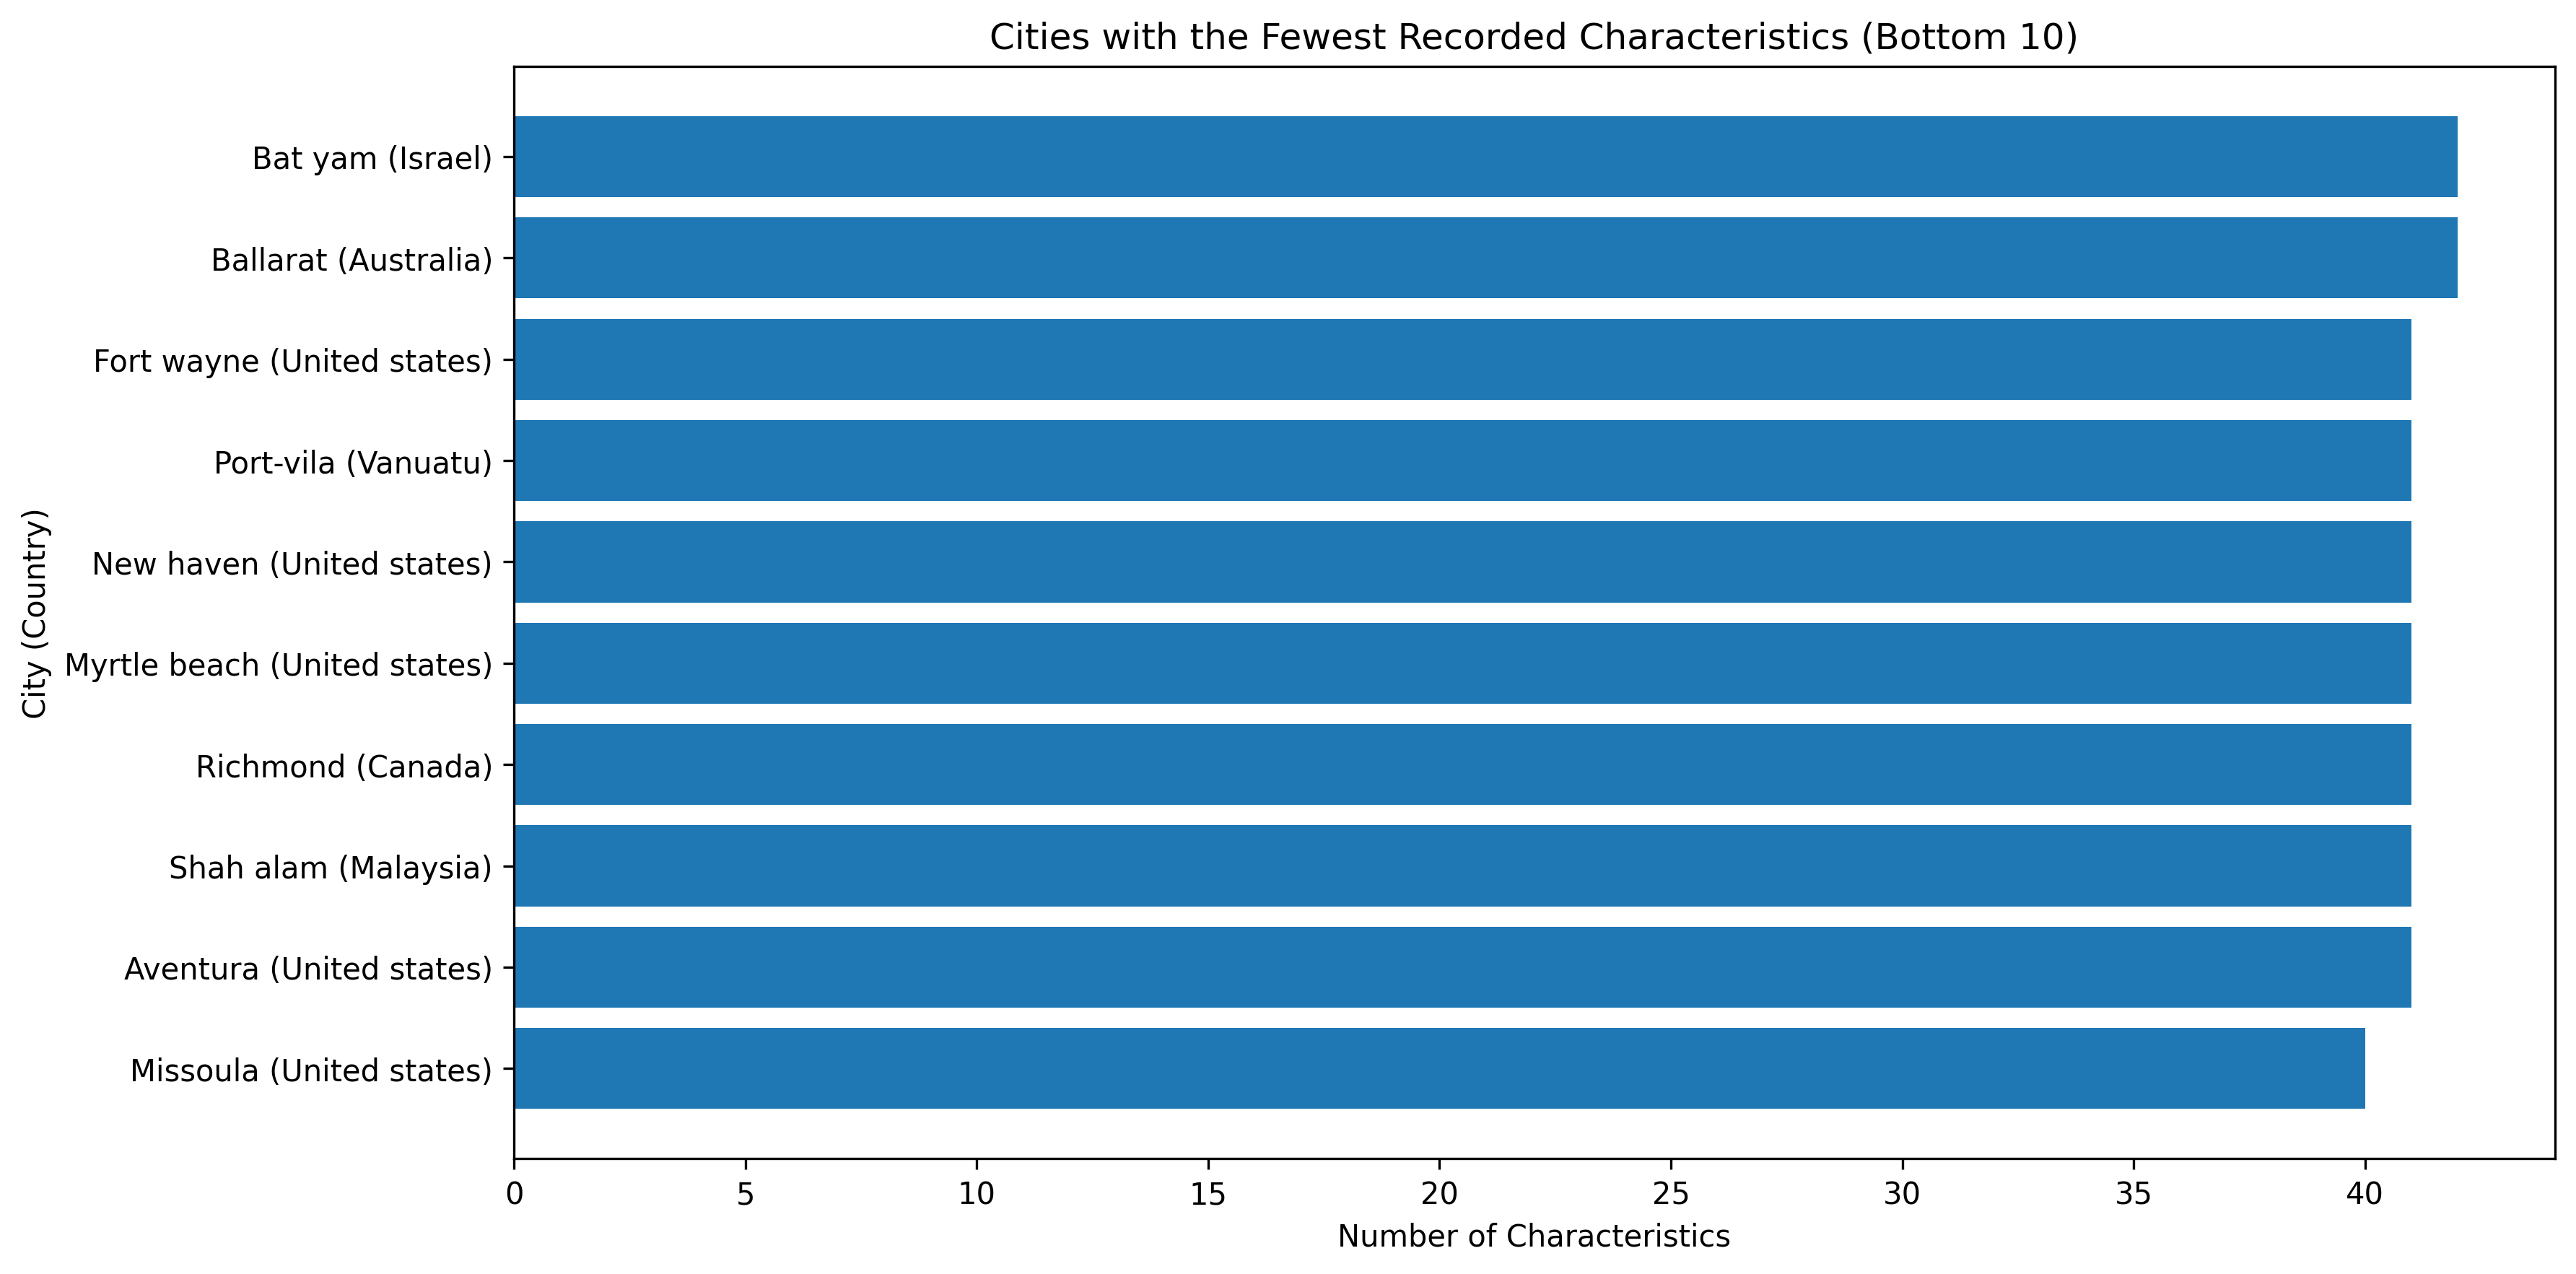 Cities with the Fewest Recorded Characteristics (Bottom 10)
City (Country)
Bat yam (Israel)
Ballarat (Australia)
Fort wayne (United states)
Port-vila (Vanuatu)
New haven (United states)
Myrtle beach (United states)
Richmond (Canada)
Shah alam (Malaysia)
Aventura (United states)
Missoula (United states)
0 5 10 15 20 25 30 35 40
Number of Characteristics